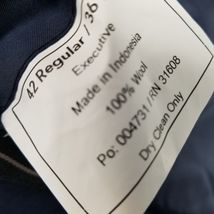 42 Regular / 36
Executive
Made in Indonesia
100% Wool
Po: 004731 / RN 31608
Dry Clean Only